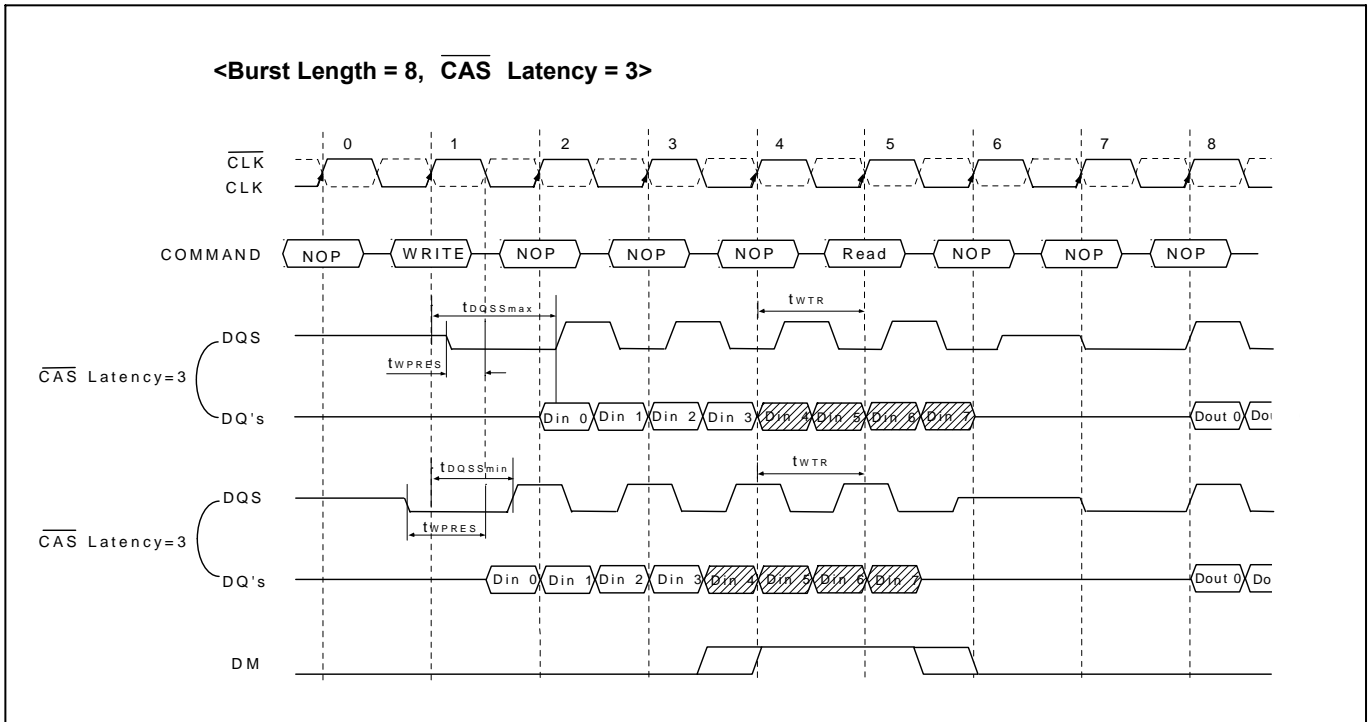 <Burst Length = 8, CAS Latency = 3>
0 1 2 3 4 5 6 7 8
CLK
CLK
COMMAND NOP WRITE NOP NOP NOP Read NOP NOP NOP
tDQSSmax tWTR
DQS
tWPRES
CAS Latency=3
DQ's Din 0 Din 1 Din 2 Din 3 Din 4 Din 5 Din 6 Din 7 Dout 0 Dou
tDQSSmin tWTR
DQS
tWPRES
CAS Latency=3
DQ's Din 0 Din 1 Din 2 Din 3 Din 4 Din 5 Din 6 Din 7 Dout 0 Do
DM